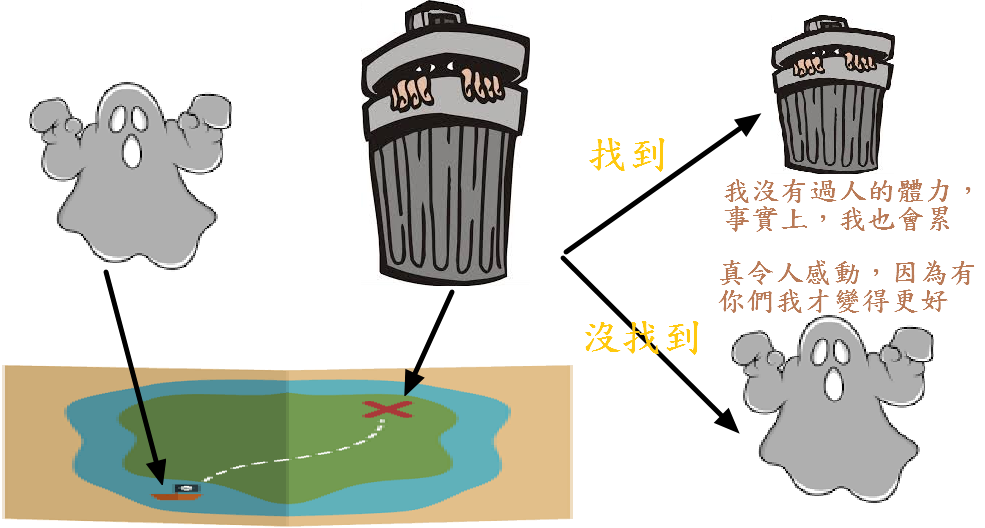 找到
我沒有過人的體力，
事實上，我也會累
真令人感動，因為有
你們我才變得更好
沒找到